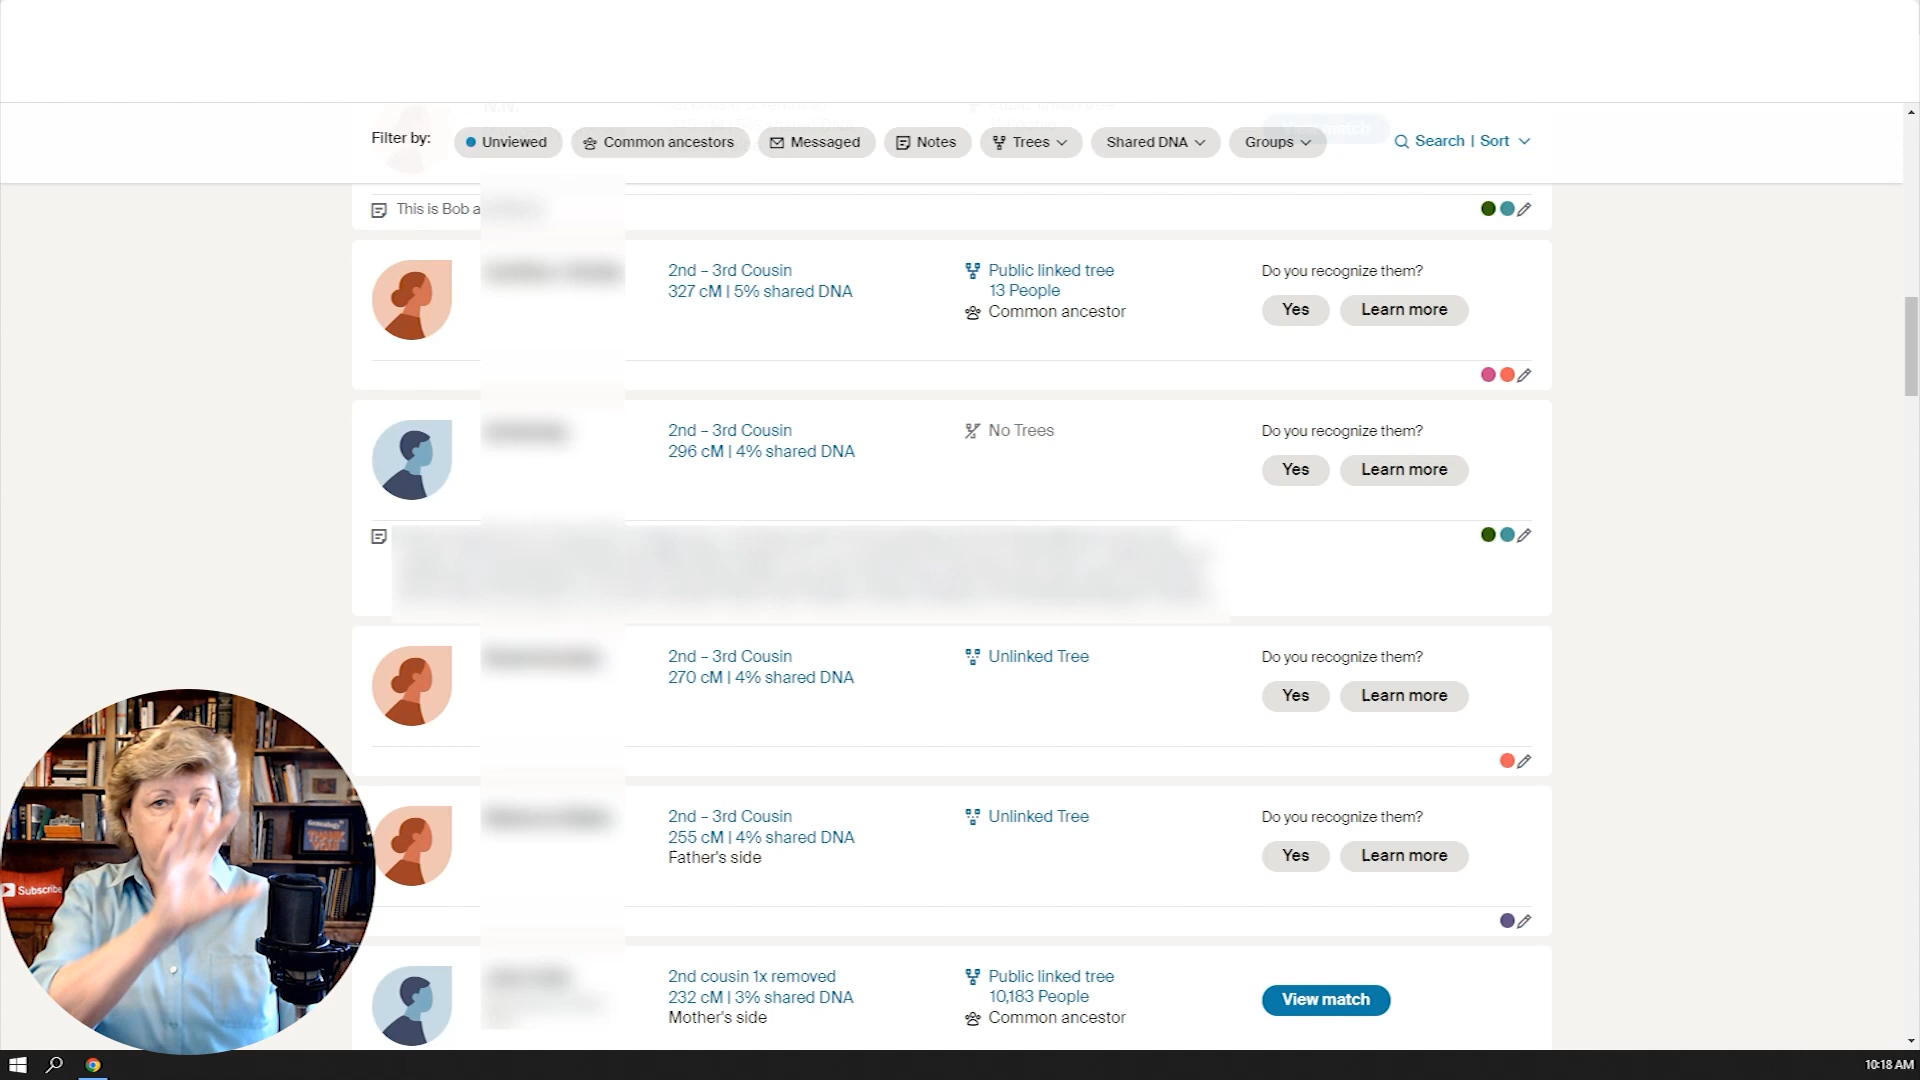 Filter by:
Unviewed
Common ancestors
Messaged
Notes
Trees
Shared DNA
Groups
Search | Sort
This is Bob a
2nd – 3rd Cousin
327 cM | 5% shared DNA
Public linked tree
13 People
Common ancestor
Do you recognize them?
Yes
Learn more
2nd – 3rd Cousin
296 cM | 4% shared DNA
No Trees
Do you recognize them?
Yes
Learn more
2nd – 3rd Cousin
270 cM | 4% shared DNA
Unlinked Tree
Do you recognize them?
Yes
Learn more
2nd – 3rd Cousin
255 cM | 4% shared DNA
Father's side
Unlinked Tree
Do you recognize them?
Yes
Learn more
Subscribe
2nd cousin 1x removed
232 cM | 3% shared DNA
Mother's side
Public linked tree
10,183 People
Common ancestor
View match
10:18 AM